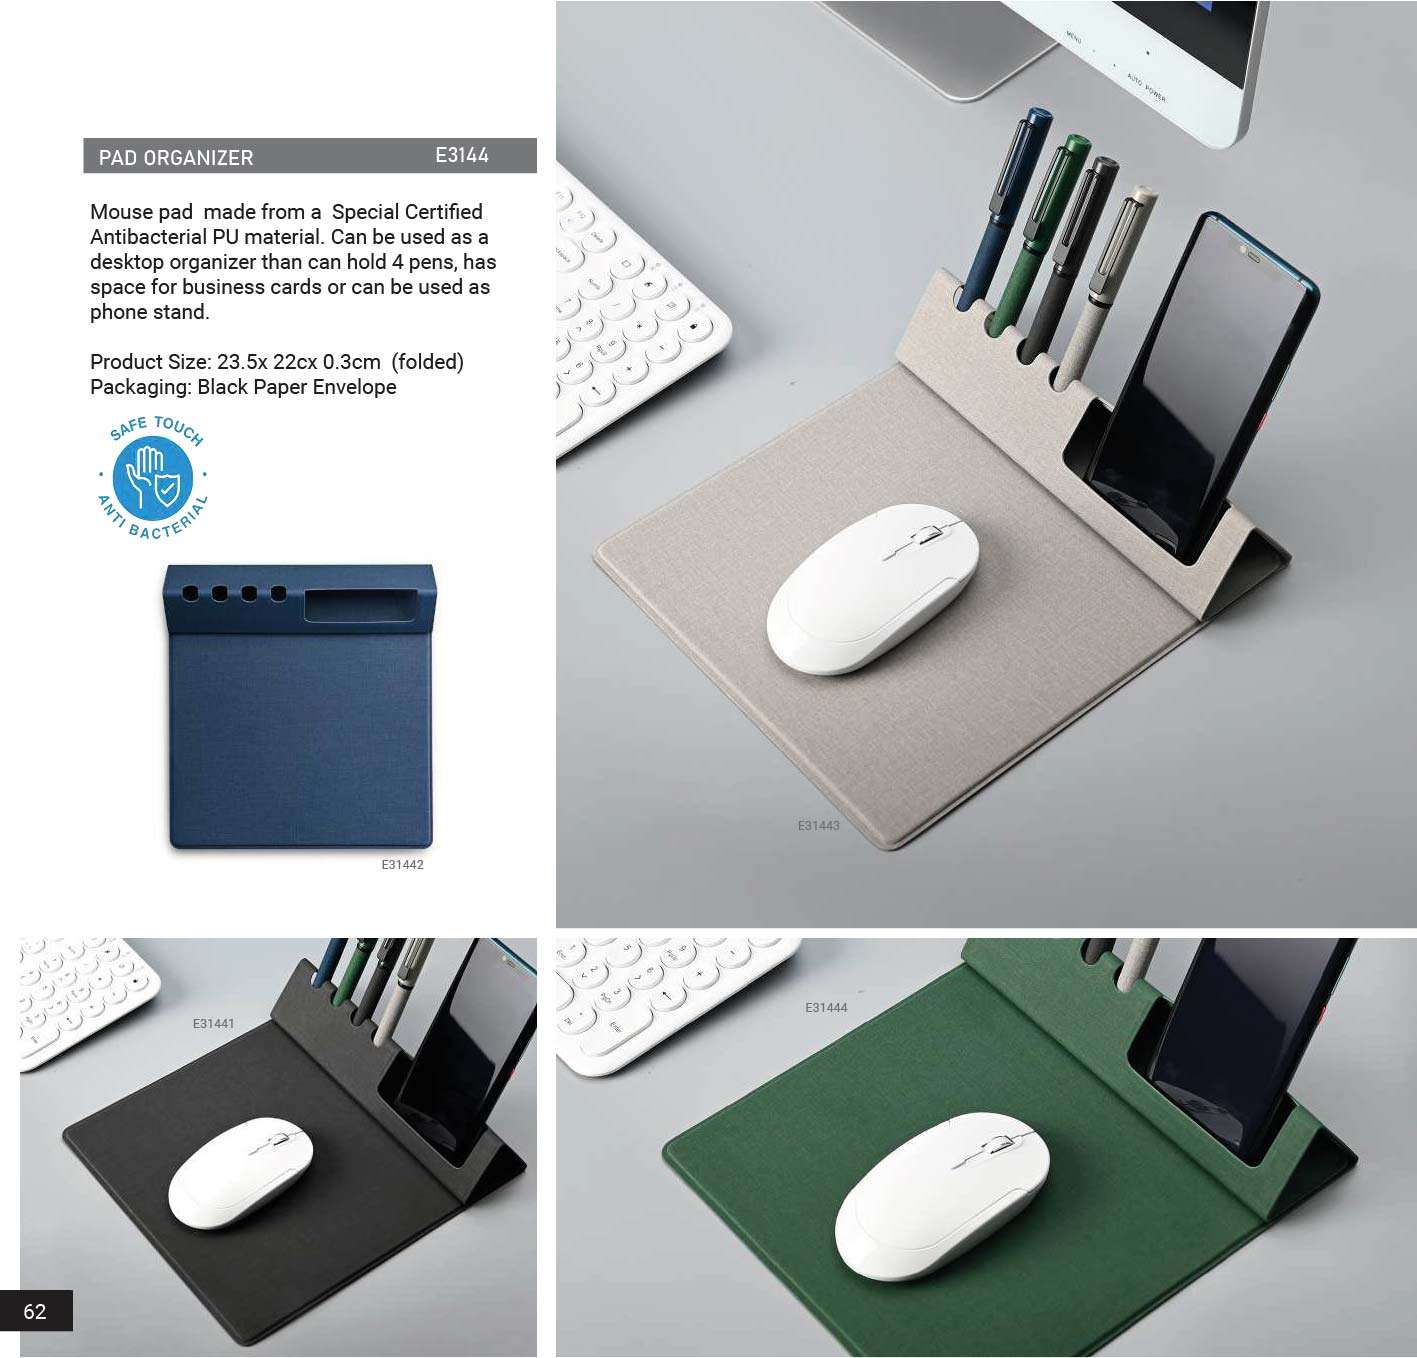 PAD ORGANIZER E3144
Mouse pad made from a Special Certified
Antibacterial PU material. Can be used as a
desktop organizer than can hold 4 pens, has
space for business cards or can be used as
phone stand.
Product Size: 23.5x 22cx 0.3cm (folded)
Packaging: Black Paper Envelope
SAFE TOUCH
ANTI BACTERIAL
E31442
MENU
AUTO POWER
E31443
E31441
E31444
62